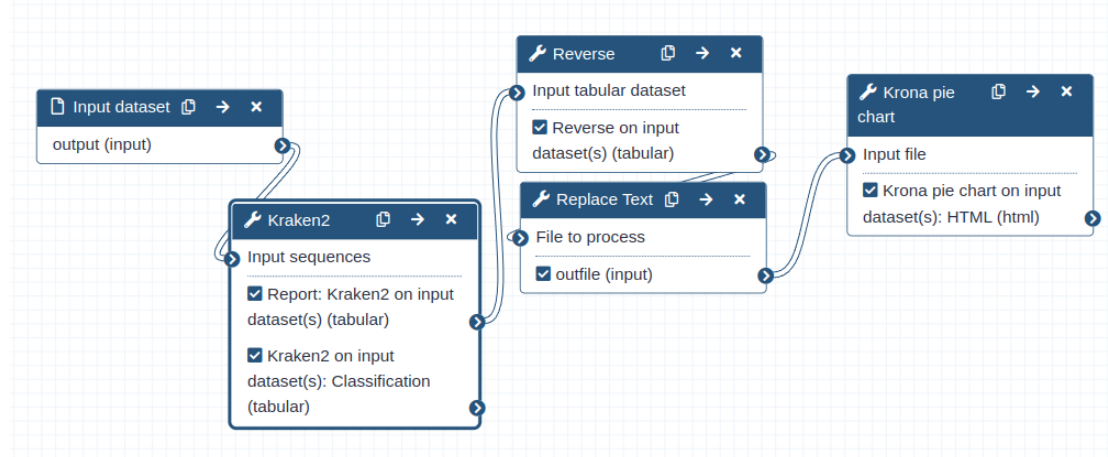 Input dataset
output (input)
Kraken2
Input sequences
Report: Kraken2 on input
dataset(s) (tabular)
Kraken2 on input
dataset(s): Classification
(tabular)
Reverse
Input tabular dataset
Reverse on input
dataset(s) (tabular)
Replace Text
File to process
outfile (input)
Krona pie
chart
Input file
Krona pie chart on input
dataset(s): HTML (html)